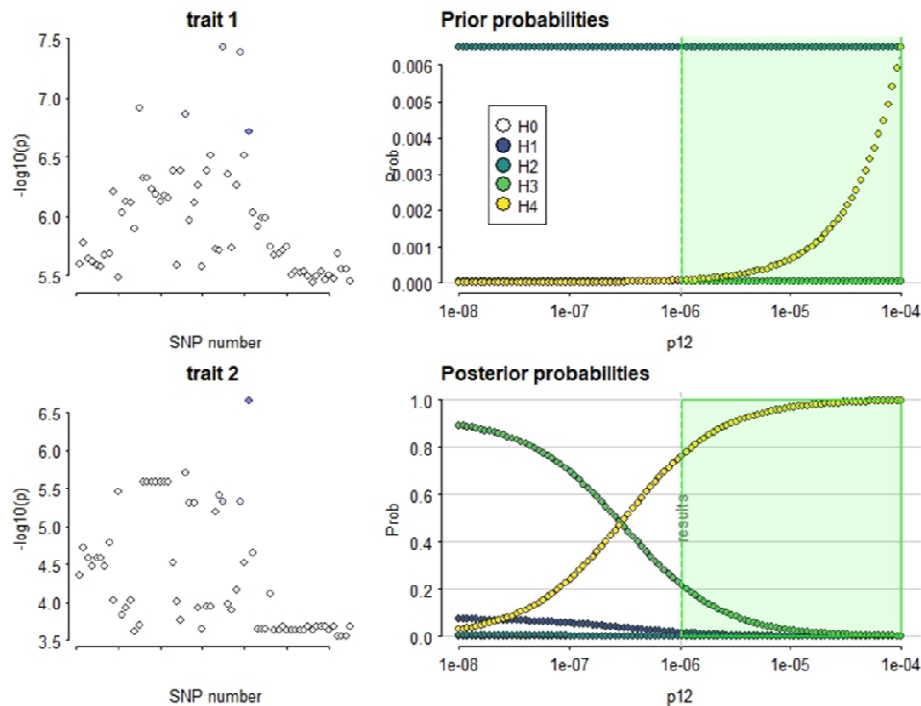 trait 1
-log10(p)
7.5
7.0
6.5
6.0
5.5
SNP number
Prior probabilities
Prob
0.006
0.005
0.004
0.003
0.002
0.001
0.000
H0
H1
H2
H3
H4
1e-08 1e-07 1e-06 1e-05 1e-04
p12
trait 2
-log10(p)
6.5
6.0
5.5
5.0
4.5
4.0
3.5
SNP number
Posterior probabilities
Prob
1.0
0.8
0.6
0.4
0.2
0.0
results
1e-08 1e-07 1e-06 1e-05 1e-04
p12